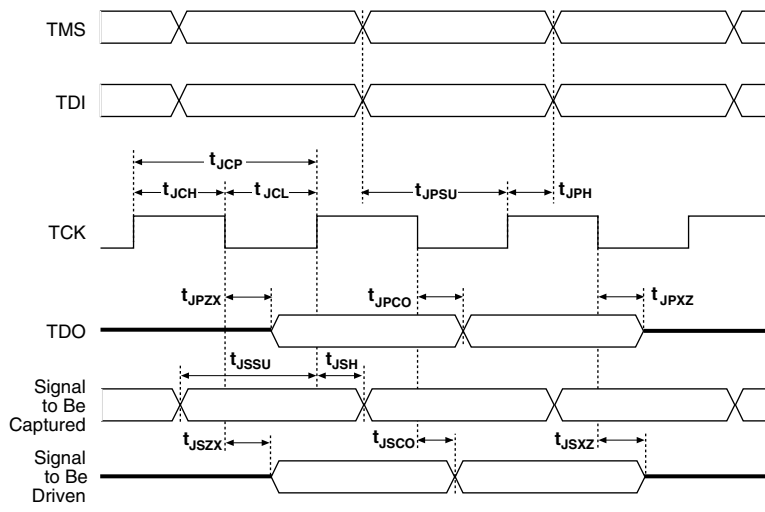 TMS
TDI
tJCP
tJCH
tJCL
tJPSU
tJPH
TCK
tJPZX
tJPCO
tJPXZ
TDO
tJSSU
tJSH
Signal
to Be
Captured
tJSZX
tJSCO
tJSXZ
Signal
to Be
Driven